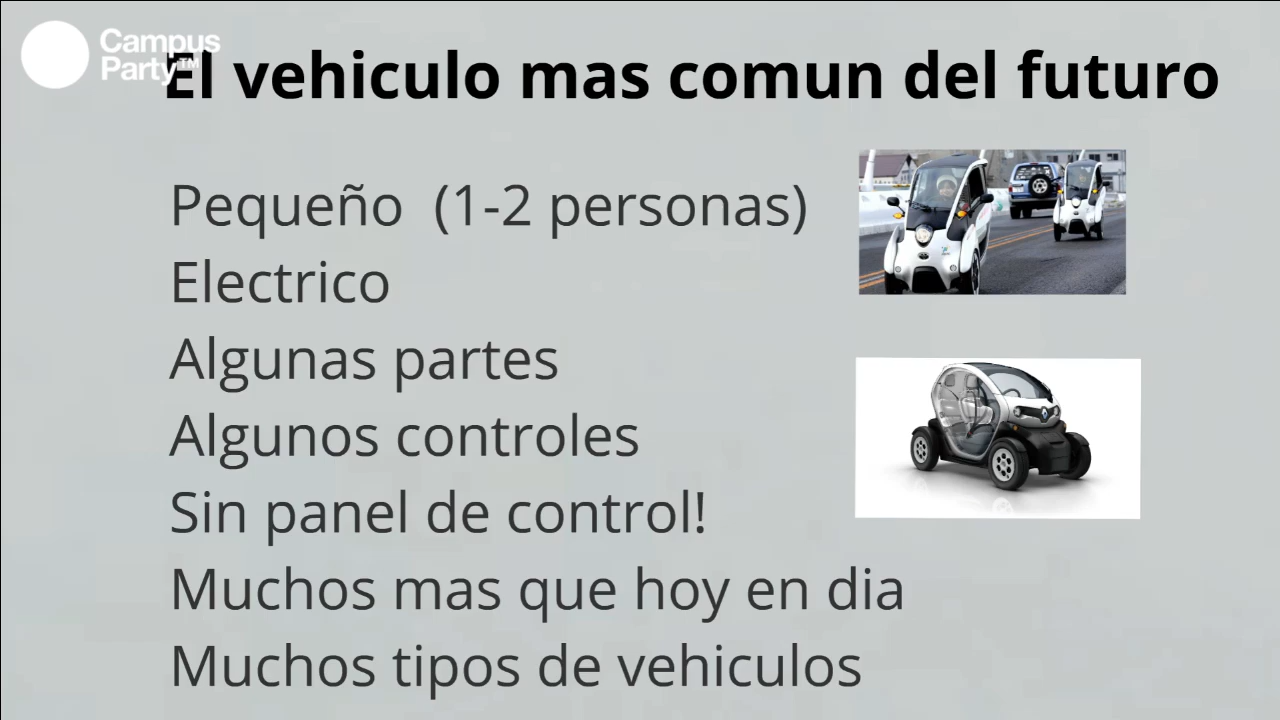 Campus
Party™
El vehiculo mas comun del futuro
Pequeño (1-2 personas)
Electrico
Algunas partes
Algunos controles
Sin panel de control!
Muchos mas que hoy en dia
Muchos tipos de vehiculos